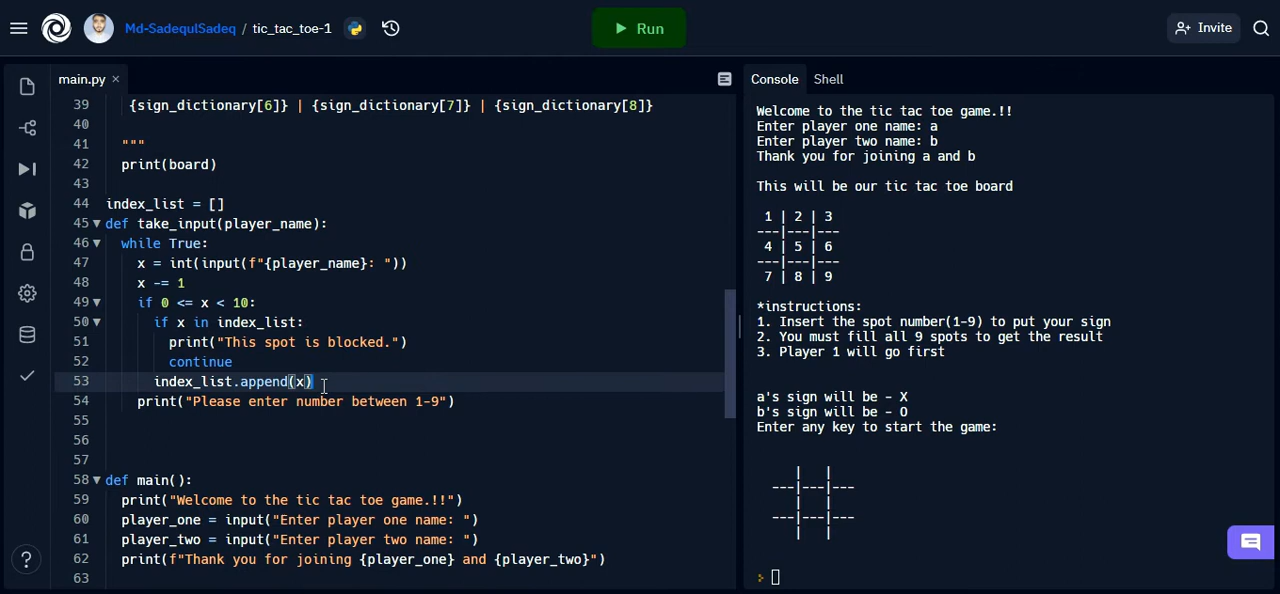 Md-SadequlSadeq / tic_tac_toe-1
Run
Invite
main.py ×
39 {sign_dictionary[6]} | {sign_dictionary[7]} | {sign_dictionary[8]}
40
41 """
42 print(board)
43
44 index_list = []
45 def take_input(player_name):
46 while True:
47 x = int(input(f"{player_name}: "))
48 x -= 1
49 if 0 <= x < 10:
50 if x in index_list:
51 print("This spot is blocked.")
52 continue
53 index_list.append(x)
54 print("Please enter number between 1-9")
55
56
57
58 def main():
59 print("Welcome to the tic tac toe game.!!")
60 player_one = input("Enter player one name: ")
61 player_two = input("Enter player two name: ")
62 print(f"Thank you for joining {player_one} and {player_two}")
63
?
Console Shell
Welcome to the tic tac toe game.!!
Enter player one name: a
Enter player two name: b
Thank you for joining a and b
This will be our tic tac toe board
1 | 2 | 3
---|---|---
4 | 5 | 6
---|---|---
7 | 8 | 9
*instructions:
1. Insert the spot number(1-9) to put your sign
2. You must fill all 9 spots to get the result
3. Player 1 will go first
a's sign will be - X
b's sign will be - O
Enter any key to start the game:
| |
---|---|---
| |
---|---|---
| |